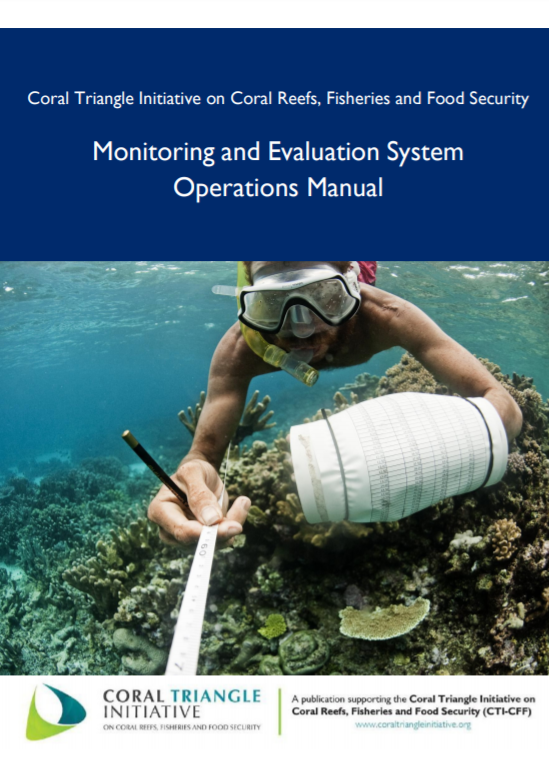 Coral Triangle Initiative on Coral Reefs, Fisheries and Food Security
Monitoring and Evaluation System
Operations Manual
CORAL TRIANGLE
INITIATIVE
ON CORAL REEFS, FISHERIES AND FOOD SECURITY
A publication supporting the Coral Triangle Initiative on
Coral Reefs, Fisheries and Food Security (CTI-CFF)
www.coraltriangleinitiative.org